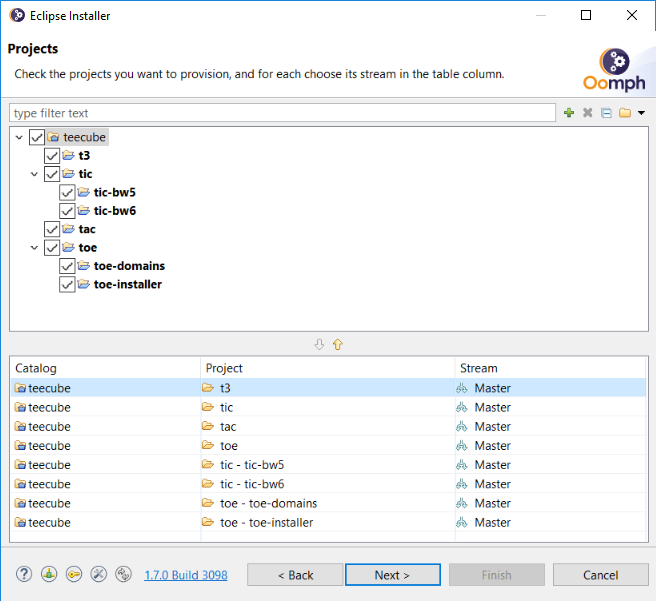 Eclipse Installer
Projects
Check the projects you want to provision, and for each choose its stream in the table column.
Oomph
type filter text
teecube
t3
tic
tic-bw5
tic-bw6
tac
toe
toe-domains
toe-installer
Catalog Project Stream
teecube t3 Master
teecube tic Master
teecube tac Master
teecube toe Master
teecube tic - tic-bw5 Master
teecube tic - tic-bw6 Master
teecube toe - toe-domains Master
teecube toe - toe-installer Master
? 1.7.0 Build 3098 < Back Next > Finish Cancel